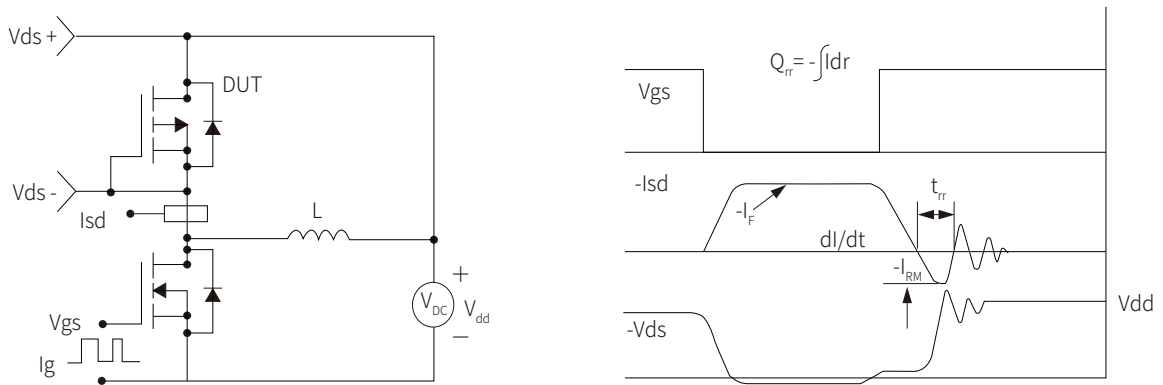 Vds +
DUT
Vds -
Isd
L
+
V_DC
V_dd
−
Vgs
Ig
Q_rr = -∫Idr
Vgs
-Isd
-I_F
t_rr
dI/dt
-I_RM
-Vds
Vdd